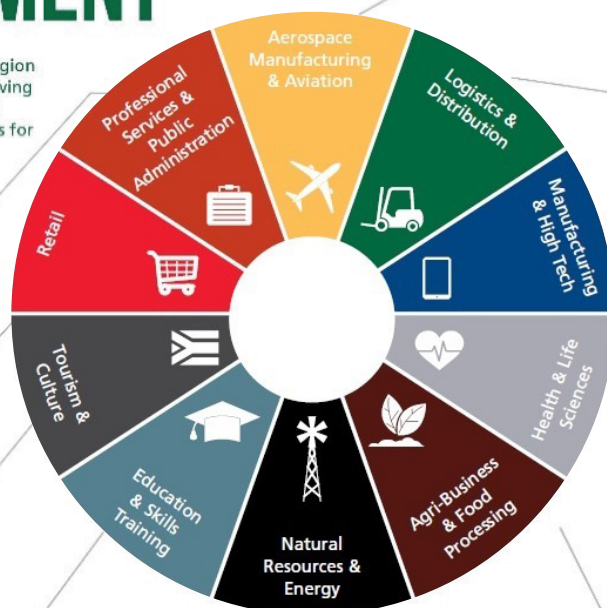 MENT
gion
ving
s for
Aerospace
Manufacturing
& Aviation
Logistics &
Distribution
Manufacturing
& High Tech
Health & Life
Sciences
Agri-Business
& Food
Processing
Natural
Resources &
Energy
Education
& Skills
Training
Tourism &
Culture
Retail
Professional
Services &
Public
Administration